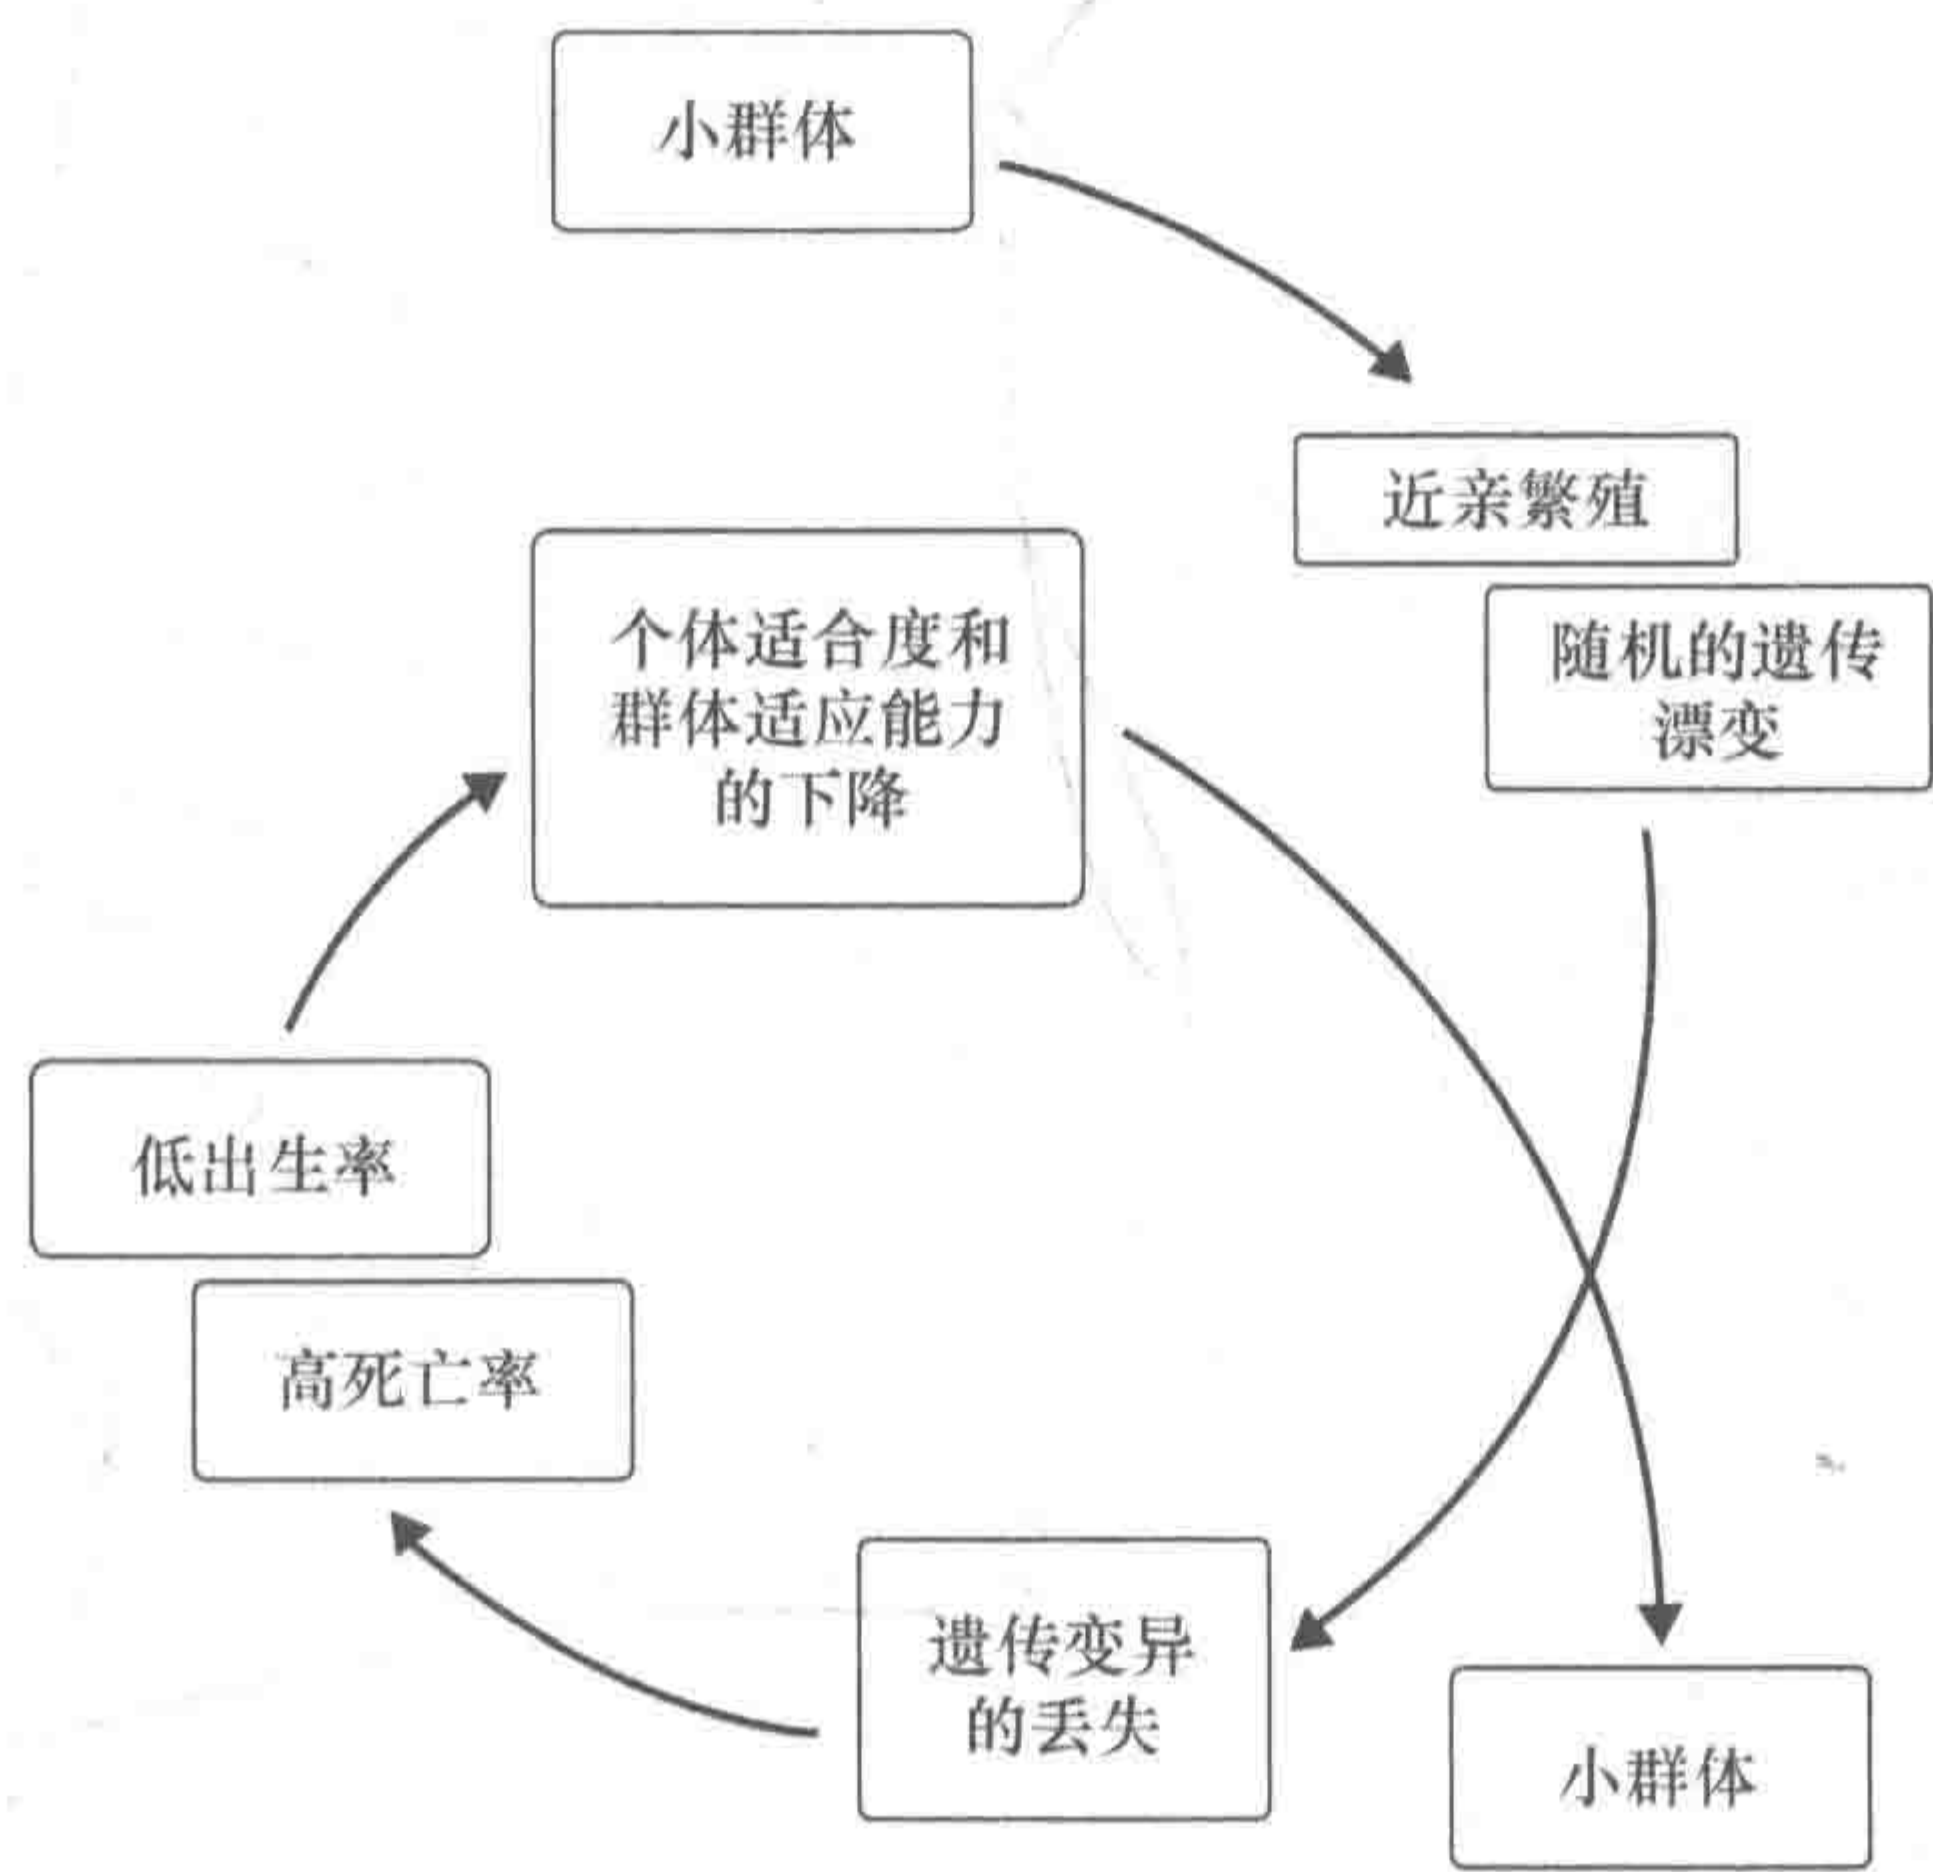 小群体
近亲繁殖
随机的遗传
漂变
个体适合度和
群体适应能力
的下降
低出生率
高死亡率
遗传变异
的丢失
小群体